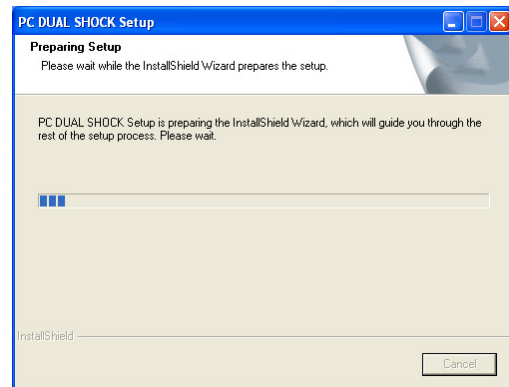 PC DUAL SHOCK Setup
Preparing Setup
Please wait while the InstallShield Wizard prepares the setup.
PC DUAL SHOCK Setup is preparing the InstallShield Wizard, which will guide you through the
rest of the setup process. Please wait.
InstallShield
Cancel